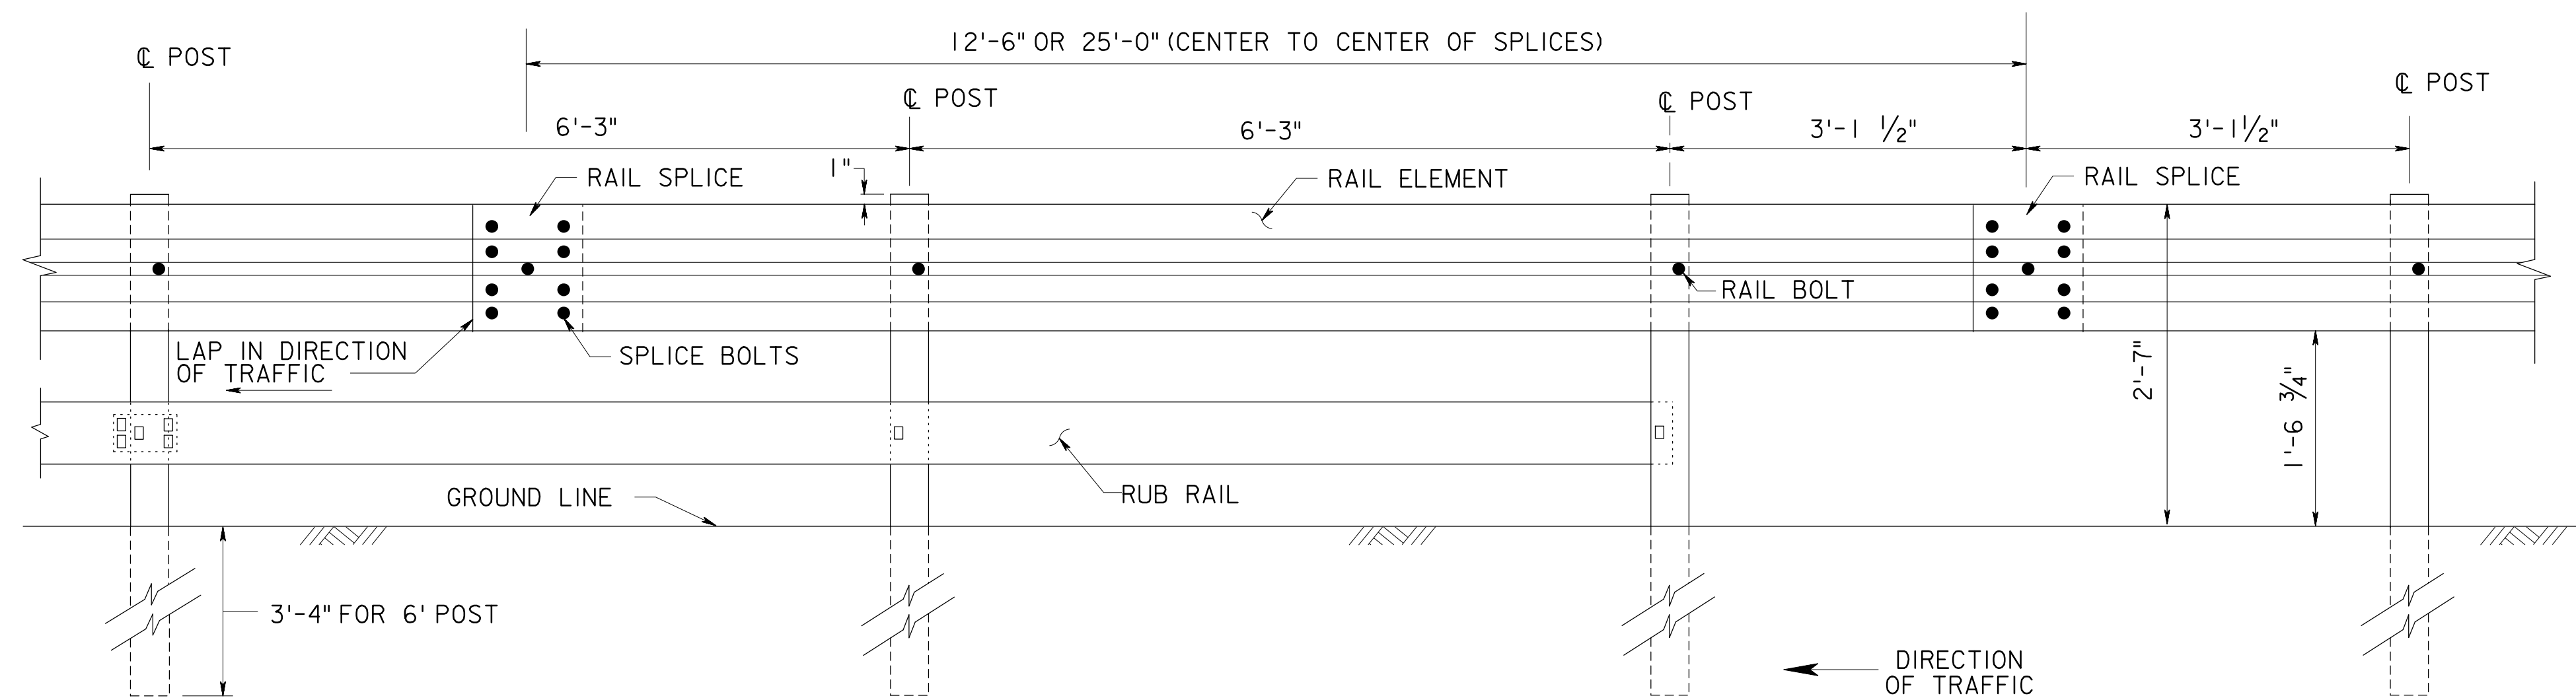 12'-6" OR 25'-0" (CENTER TO CENTER OF SPLICES)
℄ POST
℄ POST
℄ POST
℄ POST
6'-3"
6'-3"
3'-1 1/2"
3'-1 1/2"
1"
RAIL SPLICE
RAIL ELEMENT
RAIL SPLICE
RAIL BOLT
LAP IN DIRECTION
OF TRAFFIC
SPLICE BOLTS
2'-7"
1'-6 3/4"
GROUND LINE
RUB RAIL
3'-4" FOR 6' POST
DIRECTION
OF TRAFFIC